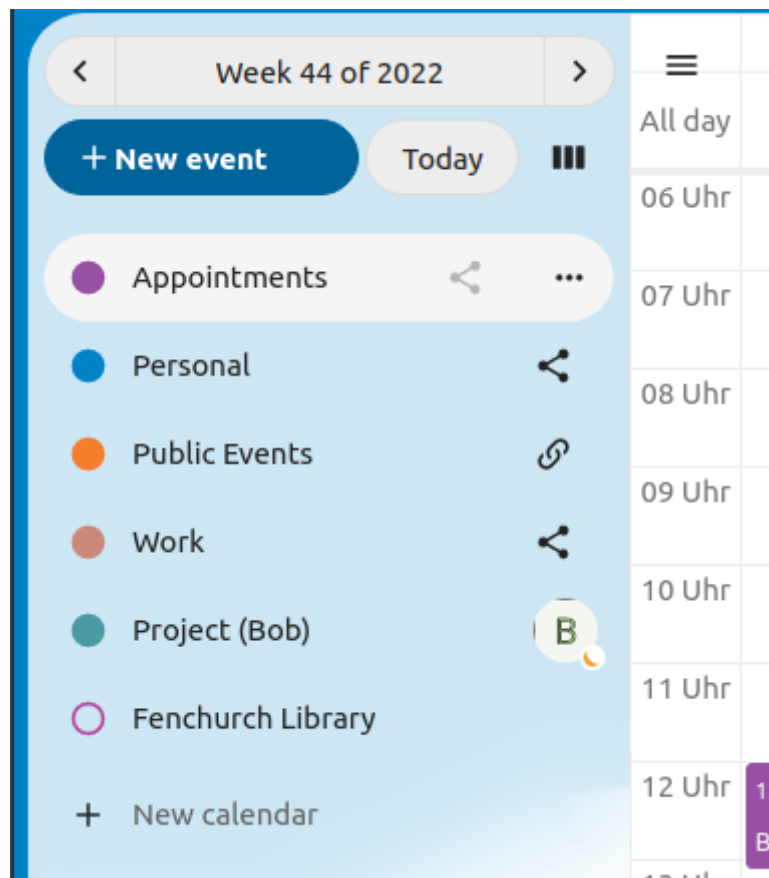 Week 44 of 2022
+ New event
Today
All day
06 Uhr
Appointments
07 Uhr
Personal
08 Uhr
Public Events
09 Uhr
Work
10 Uhr
Project (Bob)
B
11 Uhr
Fenchurch Library
12 Uhr
1
+ New calendar
B